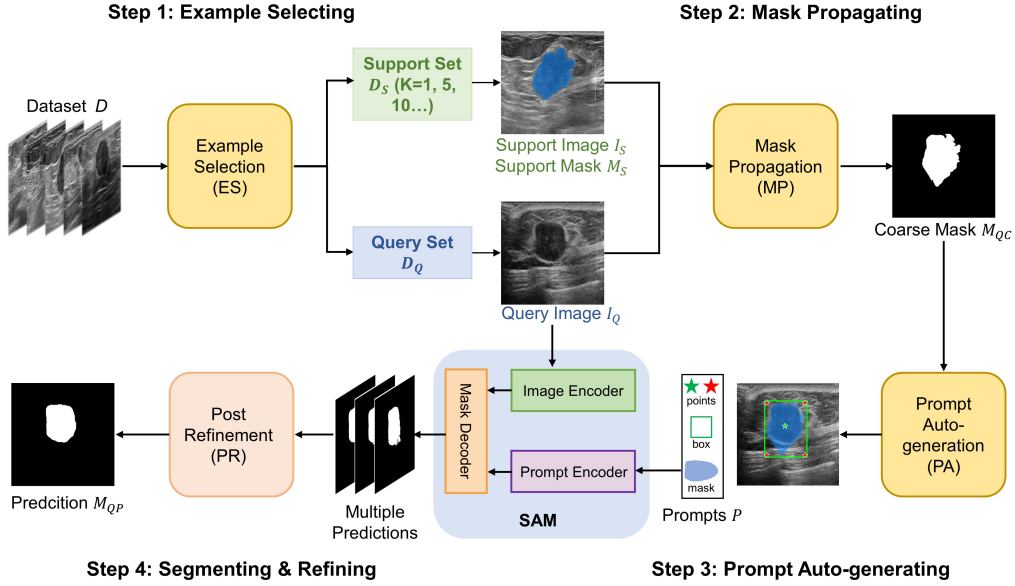 Step 1: Example Selecting
Step 2: Mask Propagating
Dataset D
Example
Selection
(ES)
Support Set
D_S (K=1, 5,
10...)
Support Image I_S
Support Mask M_S
Query Set
D_Q
Query Image I_Q
Mask
Propagation
(MP)
Coarse Mask M_QC
Prompt
Auto-
generation
(PA)
points
box
mask
Prompts P
Image Encoder
Prompt Encoder
Mask Decoder
SAM
Multiple
Predictions
Post
Refinement
(PR)
Predcition M_QP
Step 4: Segmenting & Refining
Step 3: Prompt Auto-generating